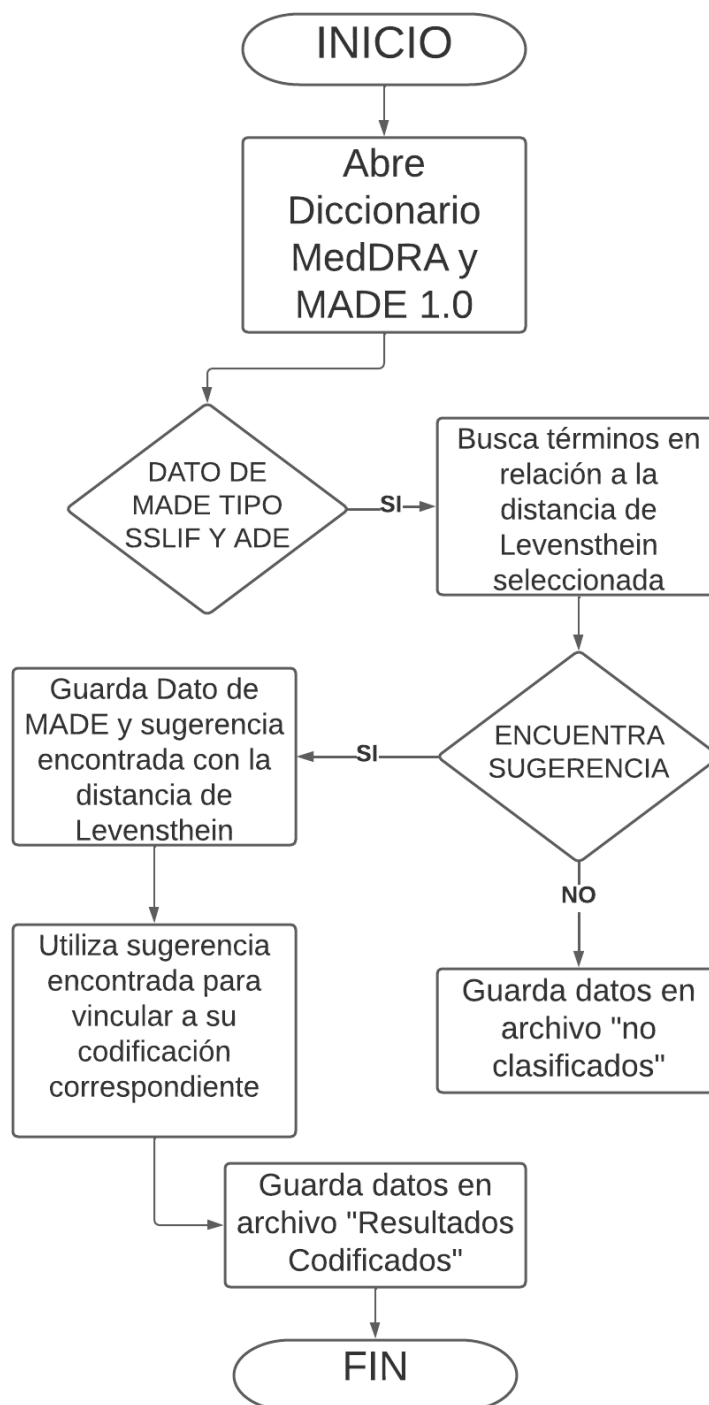 INICIO
Abre
Diccionario
MedDRA y
MADE 1.0
DATO DE
MADE TIPO
SSLIF Y ADE
SI
Busca términos en
relación a la
distancia de
Levensthein
seleccionada
ENCUENTRA
SUGERENCIA
SI
Guarda Dato de
MADE y sugerencia
encontrada con la
distancia de
Levensthein
NO
Guarda datos en
archivo "no
clasificados"
Utiliza sugerencia
encontrada para
vincular a su
codificación
correspondiente
Guarda datos en
archivo "Resultados
Codificados"
FIN